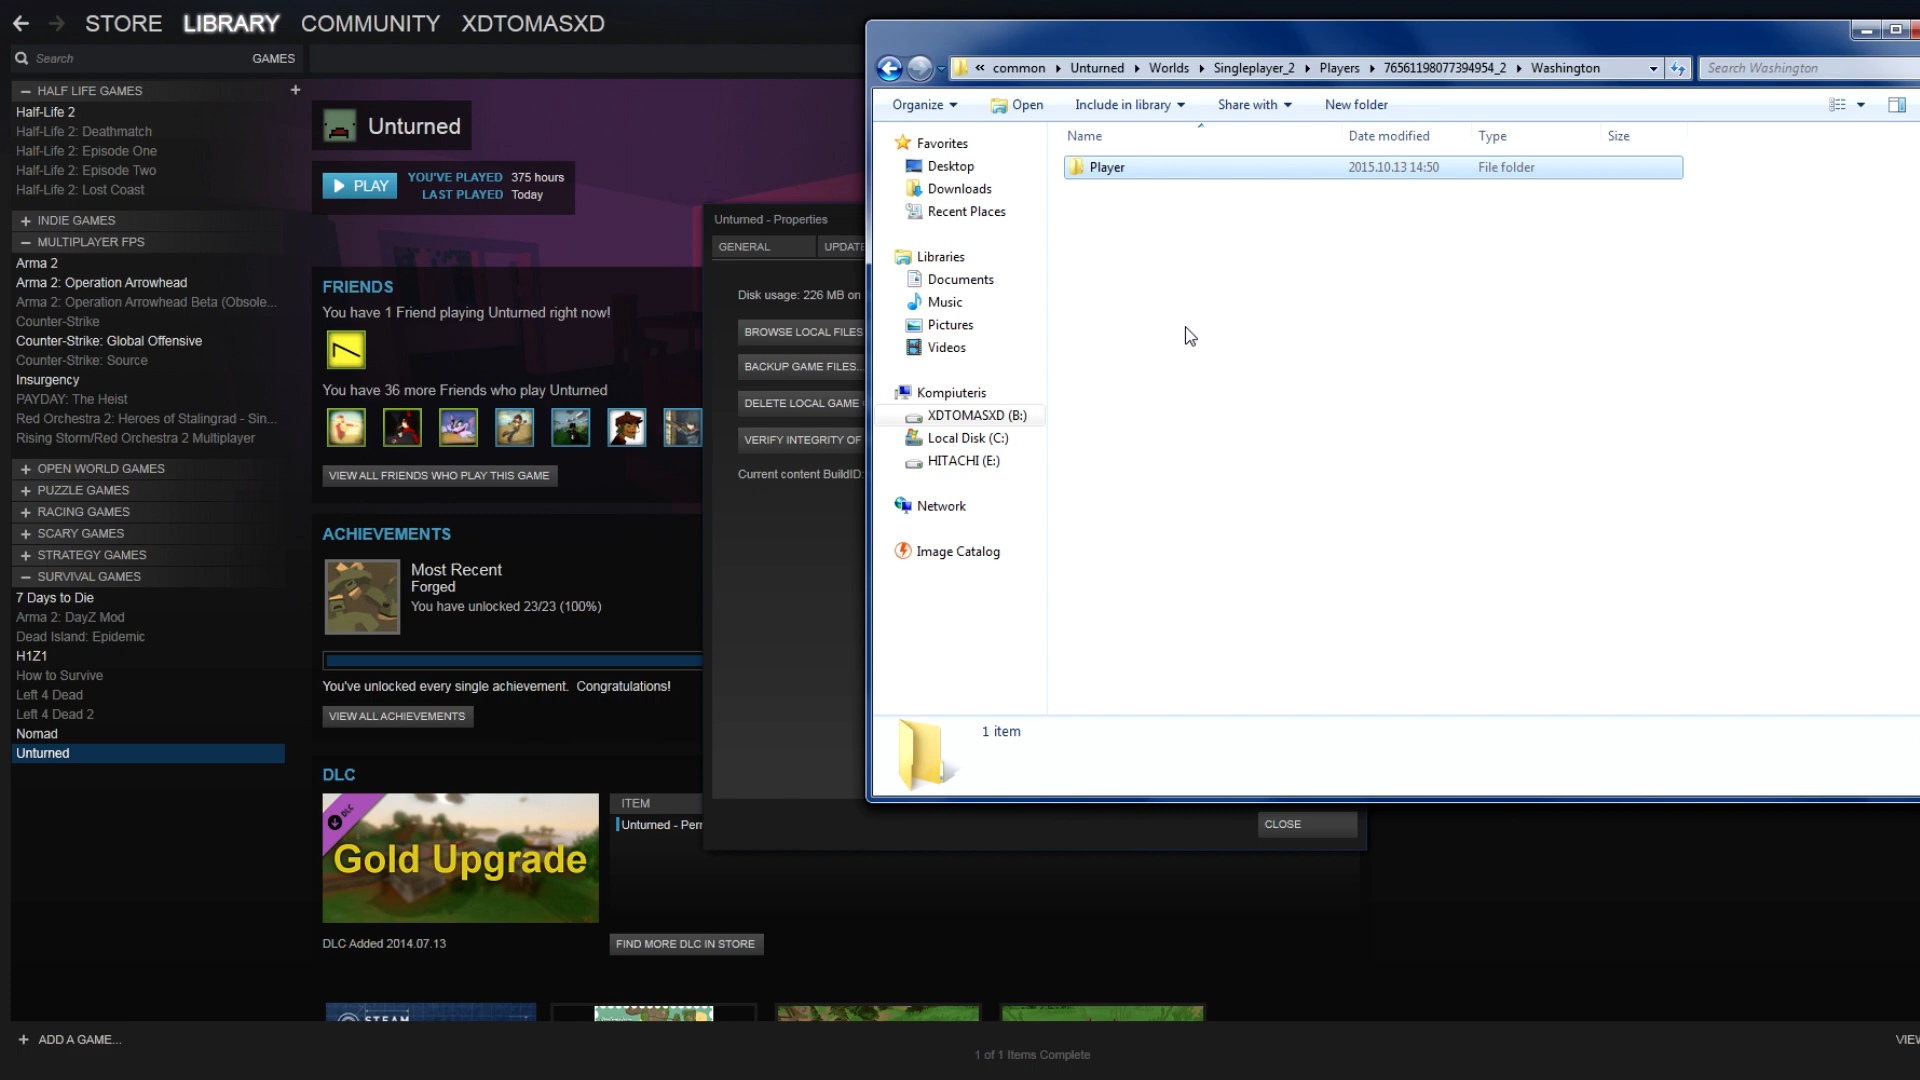 STORE LIBRARY COMMUNITY XDTOMASXD
Search GAMES
HALF LIFE GAMES
Half-Life 2
Half-Life 2: Deathmatch
Half-Life 2: Episode One
Half-Life 2: Episode Two
Half-Life 2: Lost Coast
INDIE GAMES
MULTIPLAYER FPS
Arma 2
Arma 2: Operation Arrowhead
Arma 2: Operation Arrowhead Beta (Obsole...
Counter-Strike
Counter-Strike: Global Offensive
Counter-Strike: Source
Insurgency
PAYDAY: The Heist
Red Orchestra 2: Heroes of Stalingrad - Sin...
Rising Storm/Red Orchestra 2 Multiplayer
OPEN WORLD GAMES
PUZZLE GAMES
RACING GAMES
SCARY GAMES
STRATEGY GAMES
SURVIVAL GAMES
7 Days to Die
Arma 2: DayZ Mod
Dead Island: Epidemic
H1Z1
How to Survive
Left 4 Dead
Left 4 Dead 2
Nomad
Unturned
+ ADD A GAME...
Unturned
PLAY
YOU'VE PLAYED 375 hours
LAST PLAYED Today
FRIENDS
You have 1 Friend playing Unturned right now!
You have 36 more Friends who play Unturned
VIEW ALL FRIENDS WHO PLAY THIS GAME
ACHIEVEMENTS
Most Recent
Forged
You have unlocked 23/23 (100%)
You've unlocked every single achievement. Congratulations!
VIEW ALL ACHIEVEMENTS
DLC
DLC
Gold Upgrade
DLC Added 2014.07.13
ITEM
Unturned - Per
FIND MORE DLC IN STORE
STEAM
1 of 1 Items Complete
VIEW
Unturned - Properties
GENERAL UPDATE
Disk usage: 226 MB on
BROWSE LOCAL FILES
BACKUP GAME FILES...
DELETE LOCAL GAME
VERIFY INTEGRITY OF
Current content BuildID:
CLOSE
« common Unturned Worlds Singleplayer_2 Players 76561198077394954_2 Washington
Search Washington
Organize Open Include in library Share with New folder
Favorites
Desktop
Downloads
Recent Places
Libraries
Documents
Music
Pictures
Videos
Kompiuteris
XDTOMASXD (B:)
Local Disk (C:)
HITACHI (E:)
Network
Image Catalog
Name Date modified Type Size
Player 2015.10.13 14:50 File folder
1 item